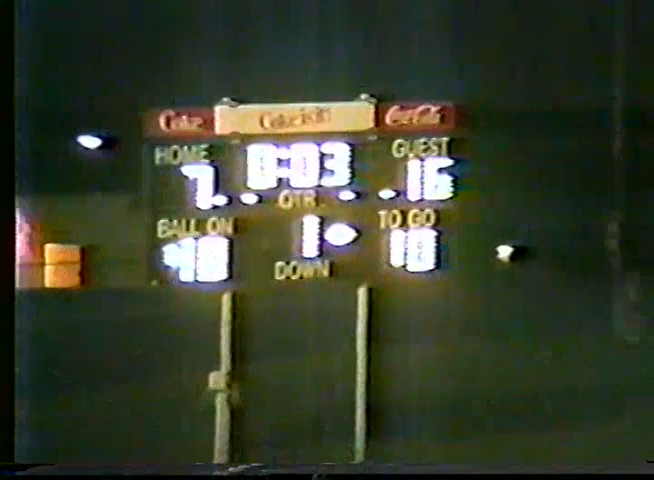 Coke Coca-Cola
HOME 0:03 GUEST
7 QTR 16
BALL ON 1 TO GO
DOWN 10